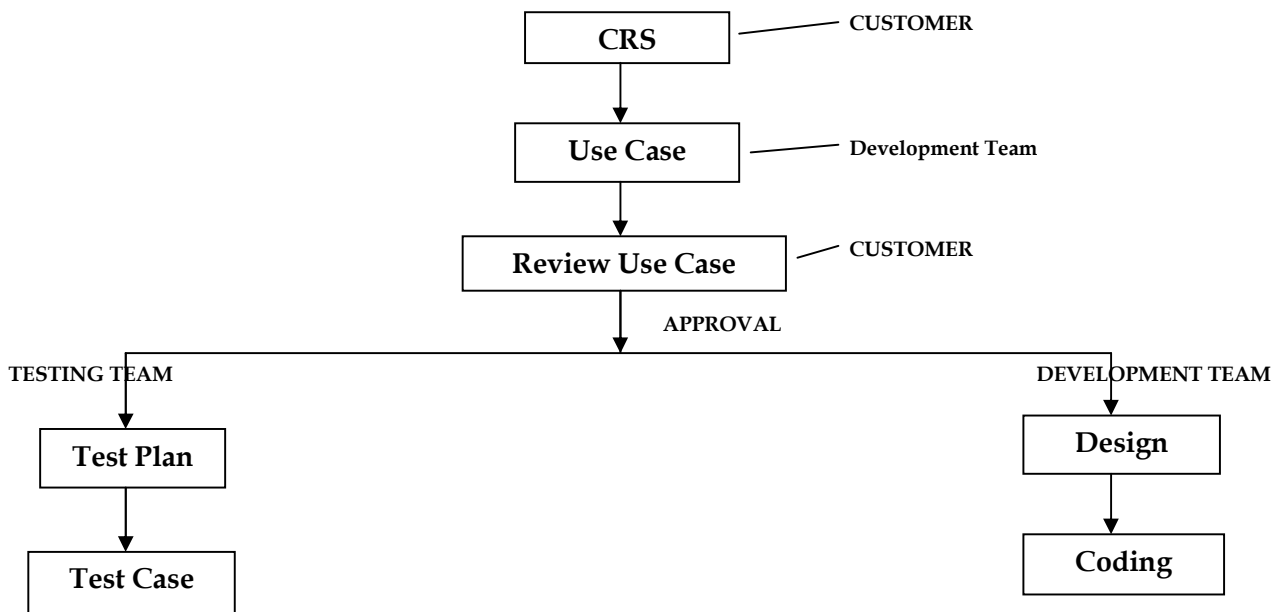 CRS
CUSTOMER
Use Case
Development Team
Review Use Case
CUSTOMER
APPROVAL
TESTING TEAM
DEVELOPMENT TEAM
Test Plan
Design
Test Case
Coding